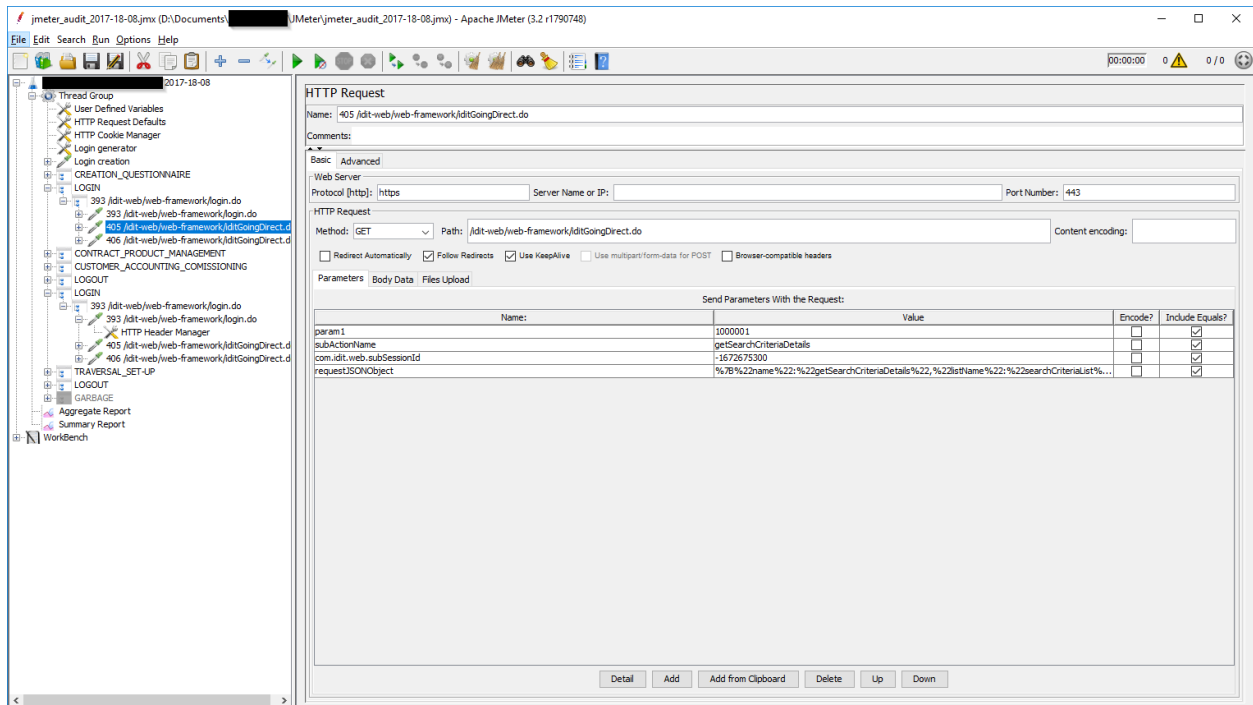 jmeter_audit_2017-18-08.jmx (D:\Documents\ \JMeter\jmeter_audit_2017-18-08.jmx) - Apache JMeter (3.2 r1790748)
File Edit Search Run Options Help
00:00:00 0 0 / 0
2017-18-08
Thread Group
User Defined Variables
HTTP Request Defaults
HTTP Cookie Manager
Login generator
Login creation
CREATION_QUESTIONNAIRE
LOGIN
393 /idit-web/web-framework/login.do
393 /idit-web/web-framework/login.do
405 /idit-web/web-framework/iditGoingDirect.d
406 /idit-web/web-framework/iditGoingDirect.d
CONTRACT_PRODUCT_MANAGEMENT
CUSTOMER_ACCOUNTING_COMISSIONING
LOGOUT
LOGIN
393 /idit-web/web-framework/login.do
393 /idit-web/web-framework/login.do
HTTP Header Manager
405 /idit-web/web-framework/iditGoingDirect.d
406 /idit-web/web-framework/iditGoingDirect.d
TRAVERSAL_SET-UP
LOGOUT
GARBAGE
Aggregate Report
Summary Report
WorkBench
HTTP Request
Name: 405 /idit-web/web-framework/iditGoingDirect.do
Comments:
Basic Advanced
Web Server
Protocol [http]: https Server Name or IP: Port Number: 443
HTTP Request
Method: GET Path: /idit-web/web-framework/iditGoingDirect.do Content encoding:
Redirect Automatically Follow Redirects Use KeepAlive Use multipart/form-data for POST Browser-compatible headers
Parameters Body Data Files Upload
Send Parameters With the Request:
Name: Value Encode? Include Equals?
param1 1000001
subActionName getSearchCriteriaDetails
com.idit.web.subSessionId -1672675300
requestJSONObject %7B%22name%22:%22getSearchCriteriaDetails%22,%22listName%22:%22searchCriteriaList%...
Detail Add Add from Clipboard Delete Up Down